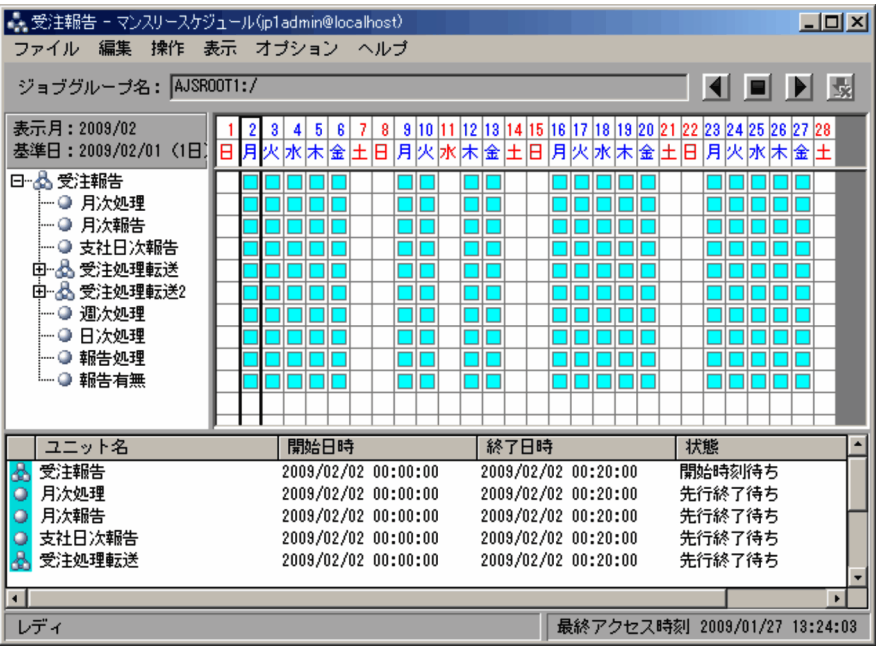 受注報告 - マンスリースケジュール(jp1admin@localhost)
ファイル 編集 操作 表示 オプション ヘルプ
ジョブグループ名: AJSROOT1:/
表示月:2009/02
基準日:2009/02/01 (1日)
1 2 3 4 5 6 7 8 9 10 11 12 13 14 15 16 17 18 19 20 21 22 23 24 25 26 27 28
日 月 火 水 木 金 土 日 月 火 水 木 金 土 日 月 火 水 木 金 土 日 月 火 水 木 金 土
受注報告
月次処理
月次報告
支社日次報告
受注処理転送
受注処理転送2
週次処理
日次処理
報告処理
報告有無
ユニット名 開始日時 終了日時 状態
受注報告 2009/02/02 00:00:00 2009/02/02 00:20:00 開始時刻待ち
月次処理 2009/02/02 00:00:00 2009/02/02 00:20:00 先行終了待ち
月次報告 2009/02/02 00:00:00 2009/02/02 00:20:00 先行終了待ち
支社日次報告 2009/02/02 00:00:00 2009/02/02 00:20:00 先行終了待ち
受注処理転送 2009/02/02 00:00:00 2009/02/02 00:20:00 先行終了待ち
レディ 最終アクセス時刻 2009/01/27 13:24:03